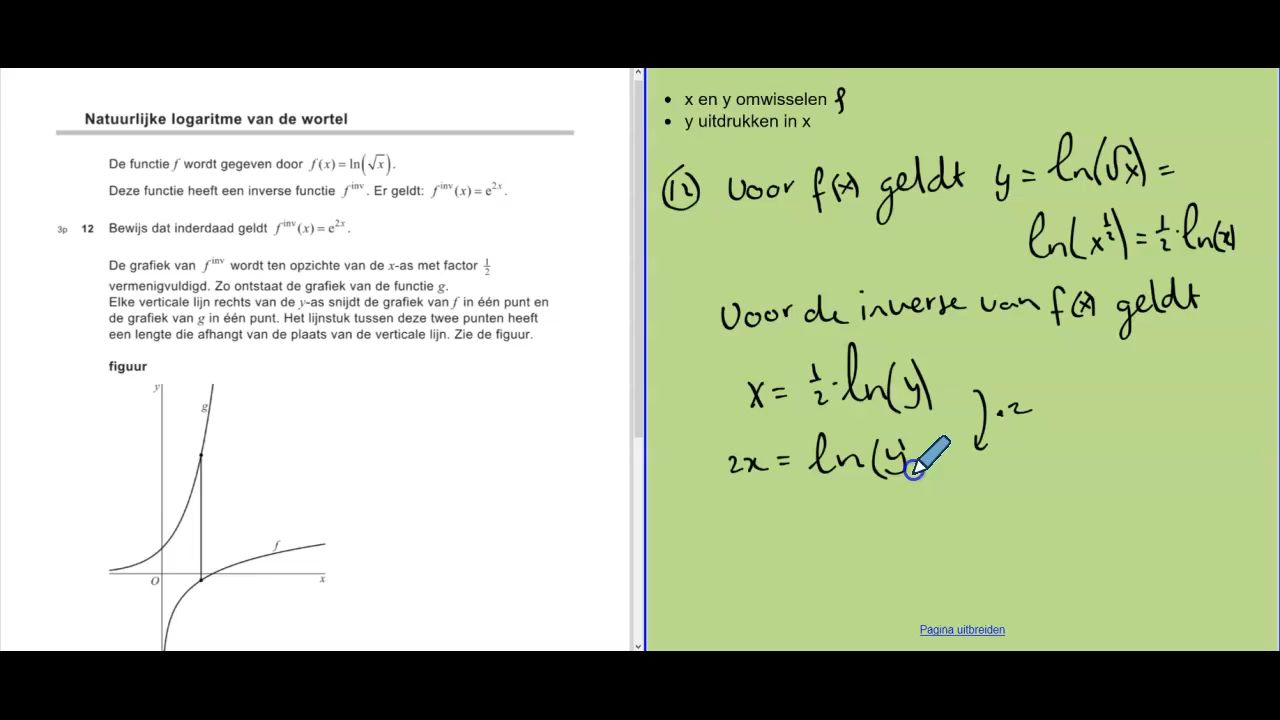 Natuurlijke logaritme van de wortel
De functie f wordt gegeven door f(x) = ln(√x).
Deze functie heeft een inverse functie f^inv. Er geldt: f^inv(x) = e^2x.
3p 12 Bewijs dat inderdaad geldt f^inv(x) = e^2x.
De grafiek van f^inv wordt ten opzichte van de x-as met factor 1/2
vermenigvuldigd. Zo ontstaat de grafiek van de functie g.
Elke verticale lijn rechts van de y-as snijdt de grafiek van f in één punt en
de grafiek van g in één punt. Het lijnstuk tussen deze twee punten heeft
een lengte die afhangt van de plaats van de verticale lijn. Zie de figuur.
figuur
y
g
f
O
x
• x en y omwisselen f
• y uitdrukken in x
(12) Voor f(x) geldt y = ln(√x) =
ln(x^1/2) = 1/2 · ln(x)
Voor de inverse van f(x) geldt
x = 1/2 · ln(y)
·2
2x = ln(y)
Pagina uitbreiden